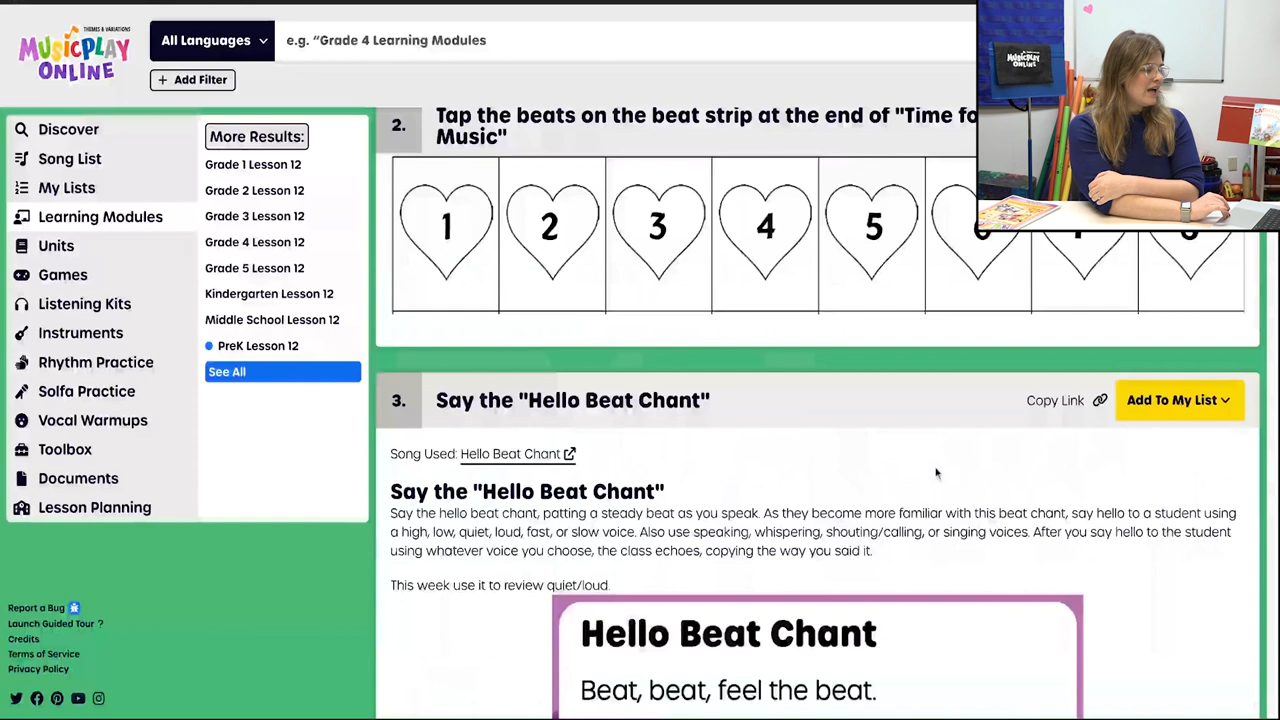 THEMES & VARIATIONS
MUSICPLAY
ONLINE
All Languages
e.g. “Grade 4 Learning Modules
+ Add Filter
MUSICPLAY
ONLINE
Discover
Song List
My Lists
Learning Modules
Units
Games
Listening Kits
Instruments
Rhythm Practice
Solfa Practice
Vocal Warmups
Toolbox
Documents
Lesson Planning
More Results:
Grade 1 Lesson 12
Grade 2 Lesson 12
Grade 3 Lesson 12
Grade 4 Lesson 12
Grade 5 Lesson 12
Kindergarten Lesson 12
Middle School Lesson 12
PreK Lesson 12
See All
Report a Bug
Launch Guided Tour ?
Credits
Terms of Service
Privacy Policy
2.
Tap the beats on the beat strip at the end of "Time fo
Music"
1 2 3 4 5
3.
Say the "Hello Beat Chant"
Copy Link
Add To My List
Song Used: Hello Beat Chant
Say the "Hello Beat Chant"
Say the hello beat chant, patting a steady beat as you speak. As they become more familiar with this beat chant, say hello to a student using
a high, low, quiet, loud, fast, or slow voice. Also use speaking, whispering, shouting/calling, or singing voices. After you say hello to the student
using whatever voice you choose, the class echoes, copying the way you said it.
This week use it to review quiet/loud.
Hello Beat Chant
Beat, beat, feel the beat.